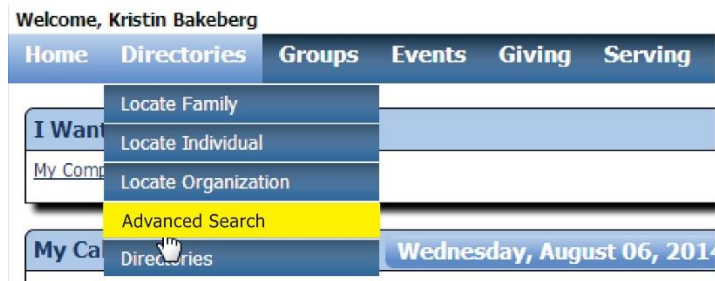 Welcome, Kristin Bakeberg
Home Directories Groups Events Giving Serving
Locate Family
I Want
Locate Individual
My Comp
Locate Organization
Advanced Search
My Ca
Directories
Wednesday, August 06, 2014